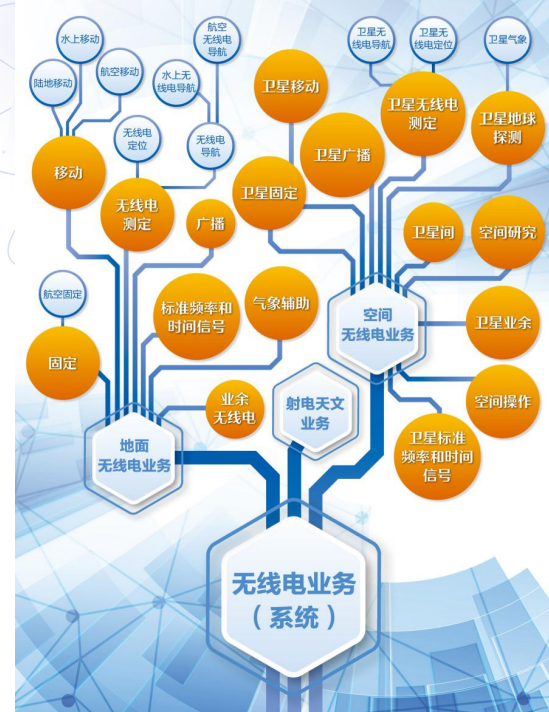 水上移动
航空
无线电
导航
陆地移动
航空移动
水上无
线电导航
无线电
定位
无线电
导航
移动
无线电
测定
广播
航空固定
固定
标准频率和
时间信号
气象辅助
业余
无线电
地面
无线电业务
卫星无
线电导航
卫星无
线电定位
卫星气象
卫星移动
卫星无线电
测定
卫星地球
探测
卫星广播
卫星固定
卫星间
空间研究
空间
无线电业务
卫星业余
空间操作
卫星标准
频率和时间
信号
射电天文
业务
无线电业务
（系统）